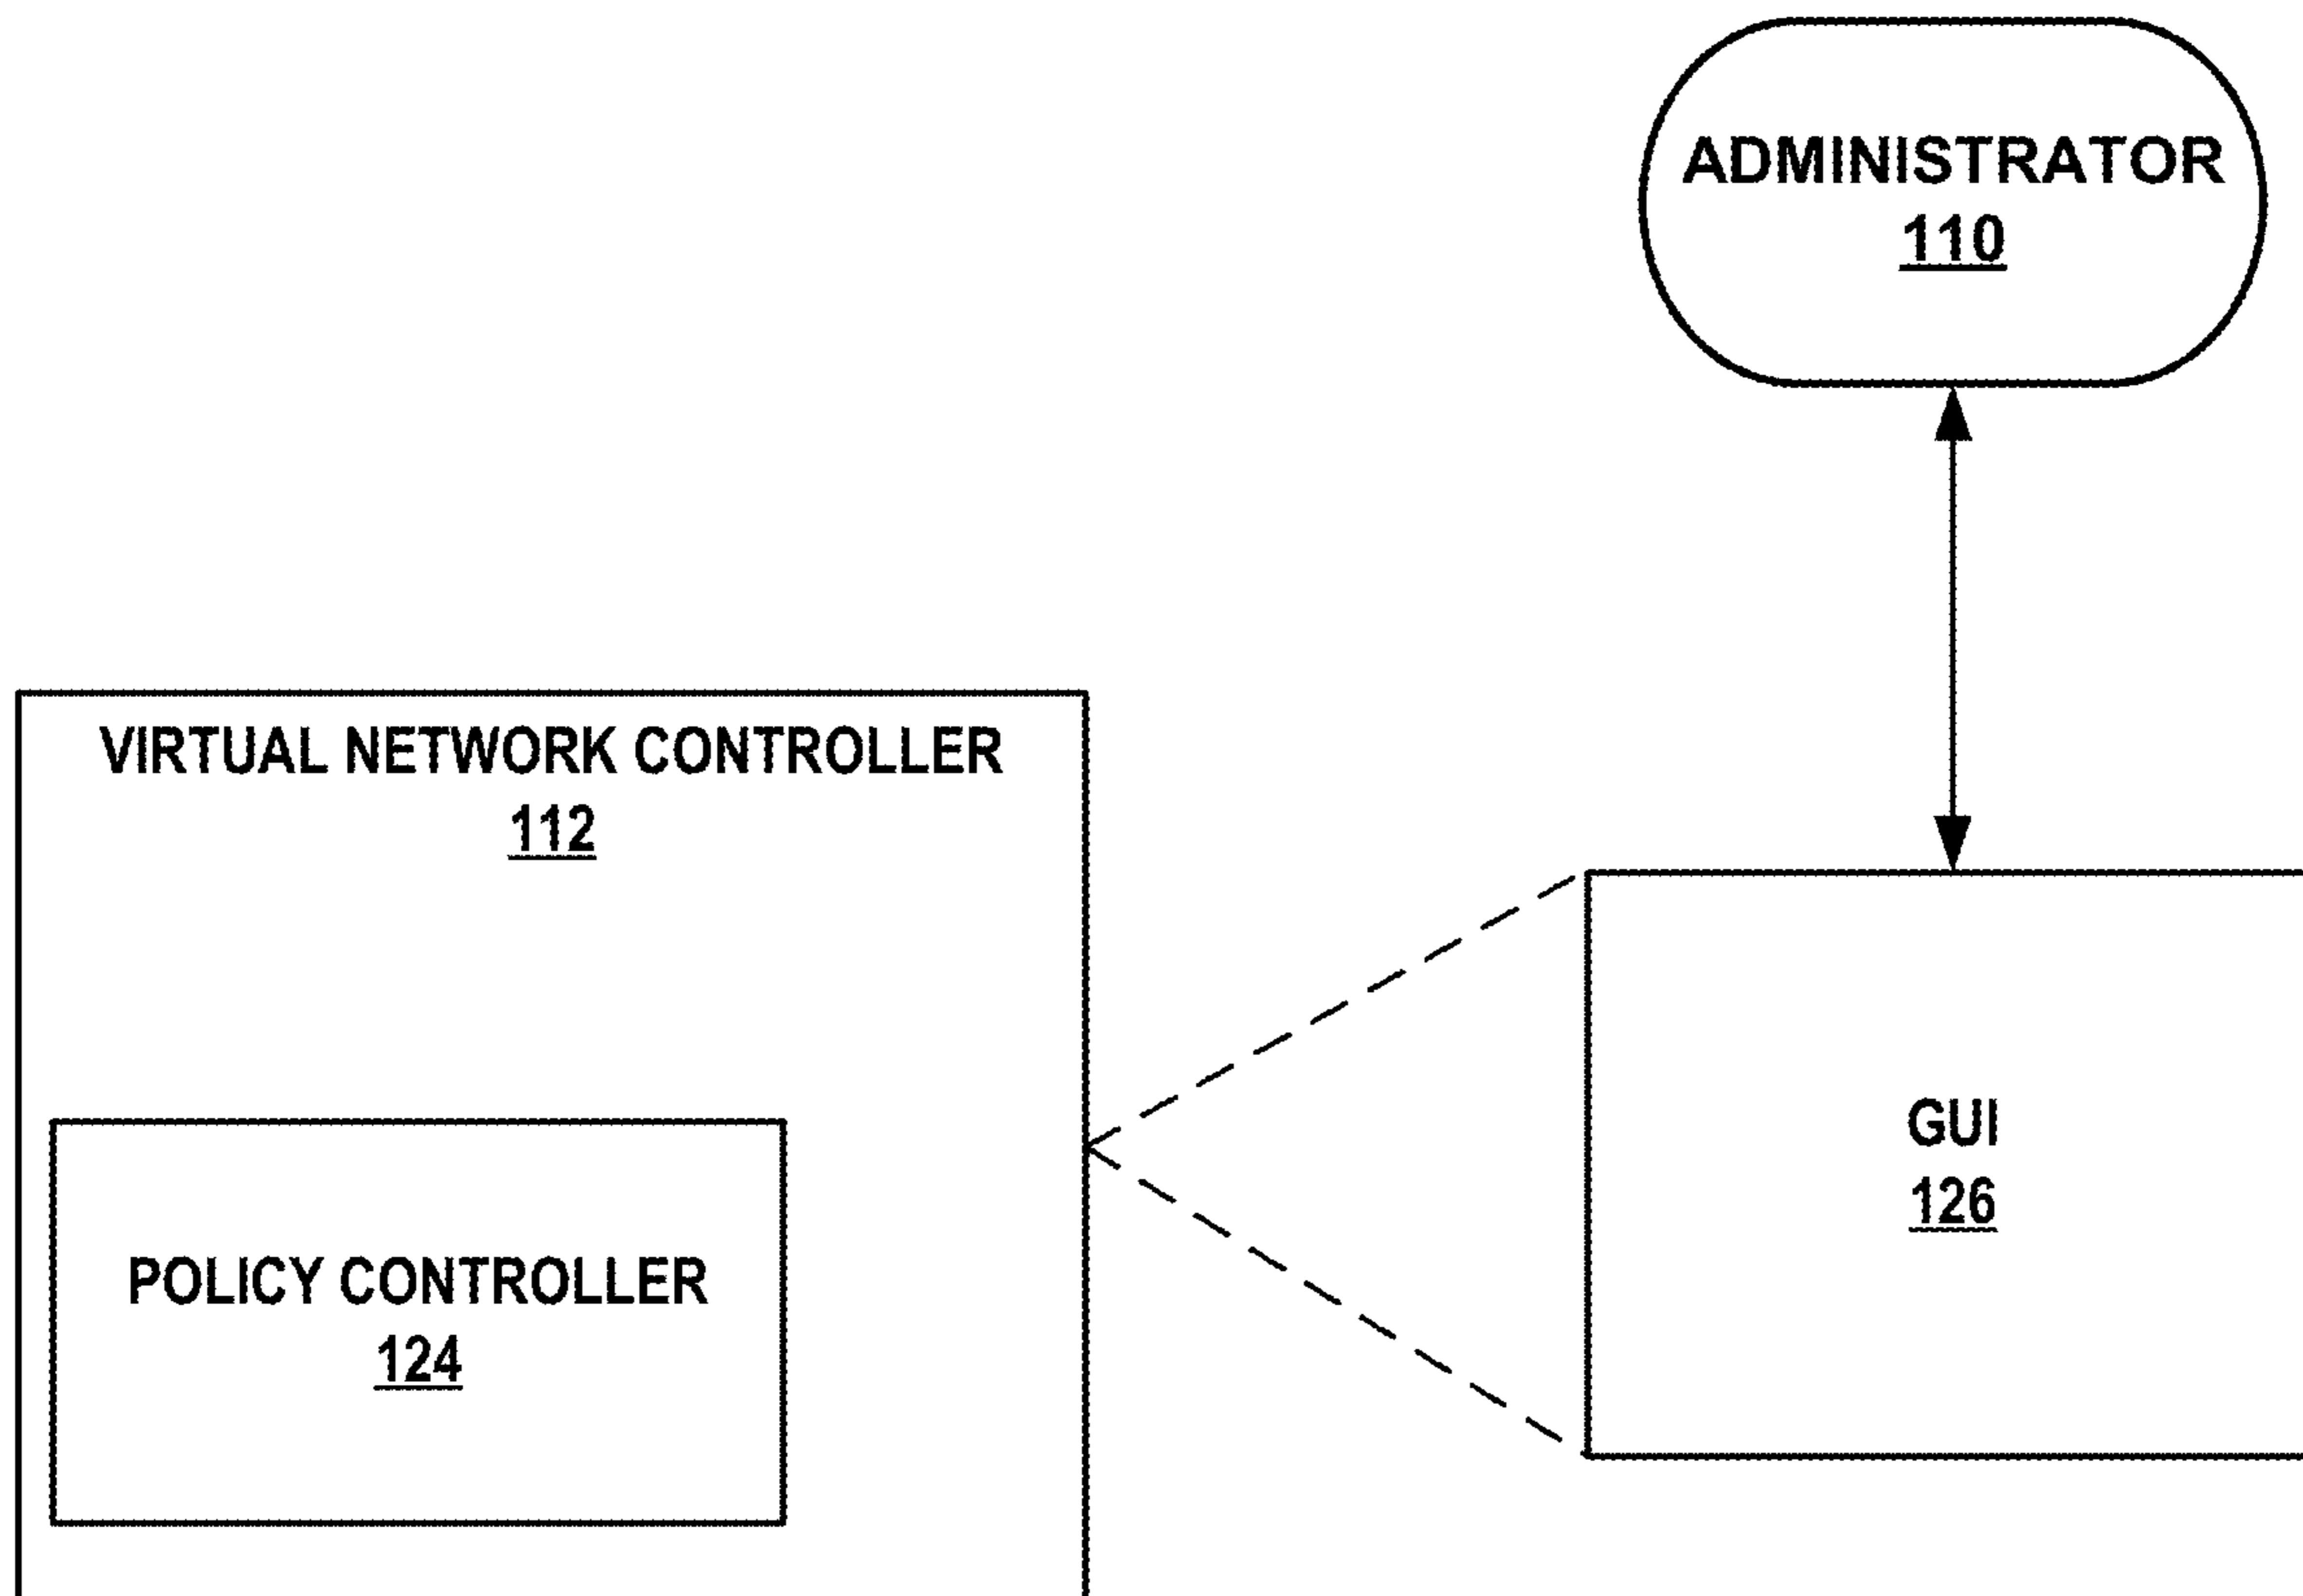 ADMINISTRATOR
110
VIRTUAL NETWORK CONTROLLER
112
GUI
126
POLICY CONTROLLER
124